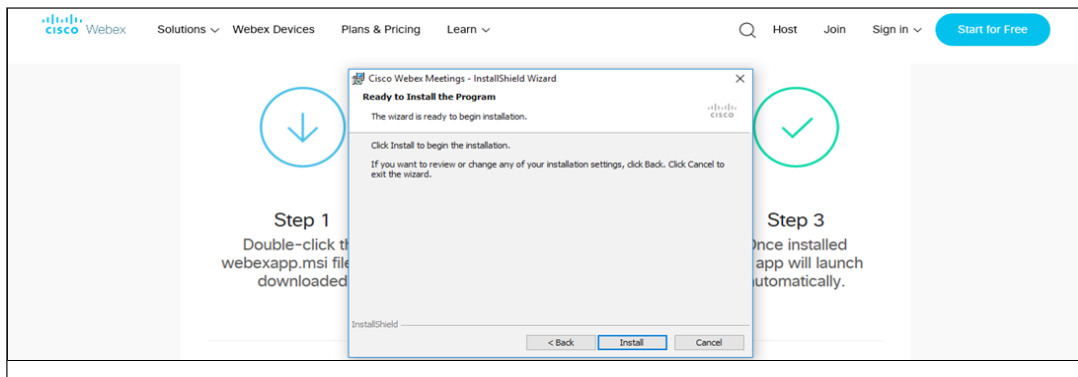 CISCO Webex Solutions Webex Devices Plans & Pricing Learn Host Join Sign in Start for Free
Cisco Webex Meetings - InstallShield Wizard
Ready to Install the Program
The wizard is ready to begin installation.
CISCO
Click Install to begin the installation.
If you want to review or change any of your installation settings, click Back. Click Cancel to
exit the wizard.
InstallShield
< Back Install Cancel
Step 1
Double-click
webexapp.msi
downloaded
Step 3
installed
app will launch
automatically.